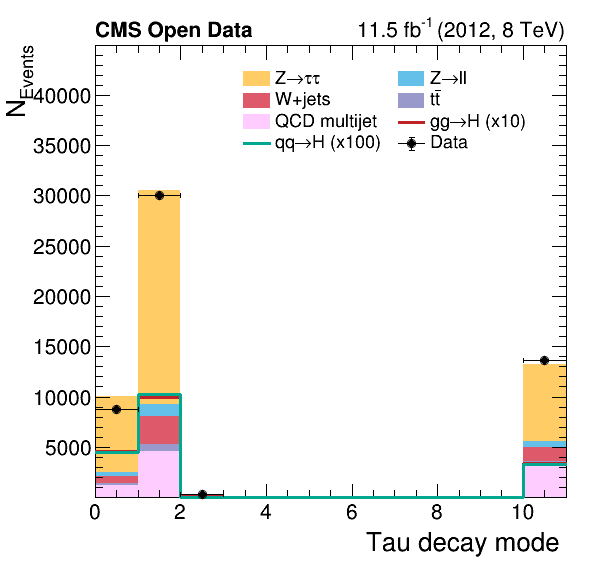 CMS Open Data 11.5 fb⁻¹ (2012, 8 TeV)
N_Events
Z→ττ Z→ll
W+jets tt̄
QCD multijet gg→H (x10)
qq→H (x100) Data
40000
35000
30000
25000
20000
15000
10000
5000
0 2 4 6 8 10
Tau decay mode